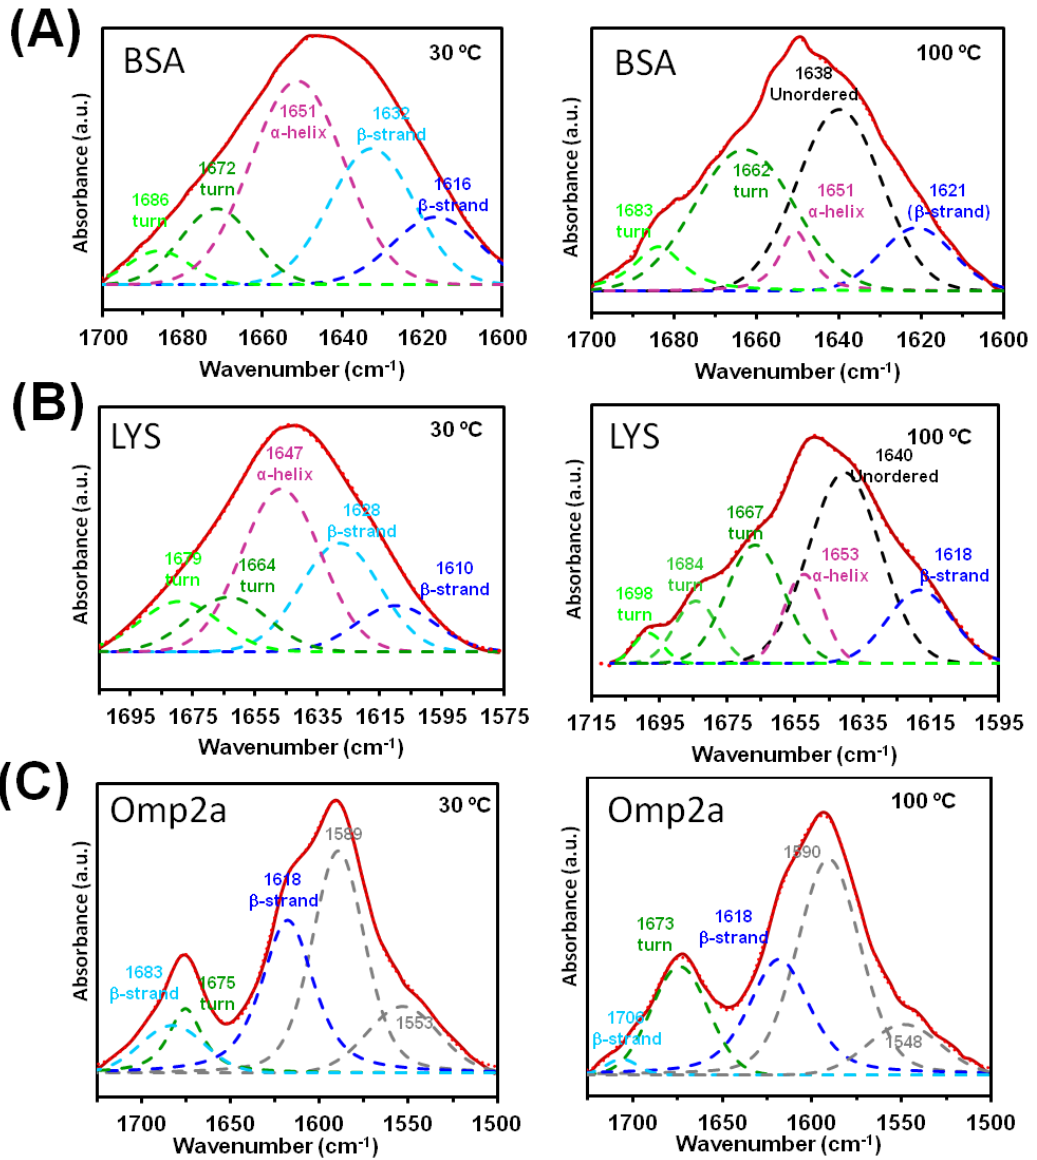 (A)
BSA
30 ºC
1651
α-helix
1632
β-strand
1672
turn
1686
turn
1616
β-strand
Absorbance (a.u.)
1700 1680 1660 1640 1620 1600
Wavenumber (cm-1)
BSA
100 ºC
1638
Unordered
1662
turn
1651
α-helix
1621
(β-strand)
1683
turn
Absorbance (a.u.)
1700 1680 1660 1640 1620 1600
Wavenumber (cm-1)
(B)
LYS
30 ºC
1647
α-helix
1628
β-strand
1679
turn
1664
turn
1610
β-strand
Absorbance (a.u.)
1695 1675 1655 1635 1615 1595 1575
Wavenumber (cm-1)
LYS
100 ºC
1640
Unordered
1667
turn
1653
α-helix
1618
β-strand
1684
turn
1698
turn
Absorbance (a.u.)
1715 1695 1675 1655 1635 1615 1595
Wavenumber (cm-1)
(C)
Omp2a
30 ºC
1589
1618
β-strand
1683
β-strand
1675
turn
1553
Absorbance (a.u.)
1700 1650 1600 1550 1500
Wavenumber (cm-1)
Omp2a
100 ºC
1590
1673
turn
1618
β-strand
1706
β-strand
1548
Absorbance (a.u.)
1700 1650 1600 1550 1500
Wavenumber (cm-1)